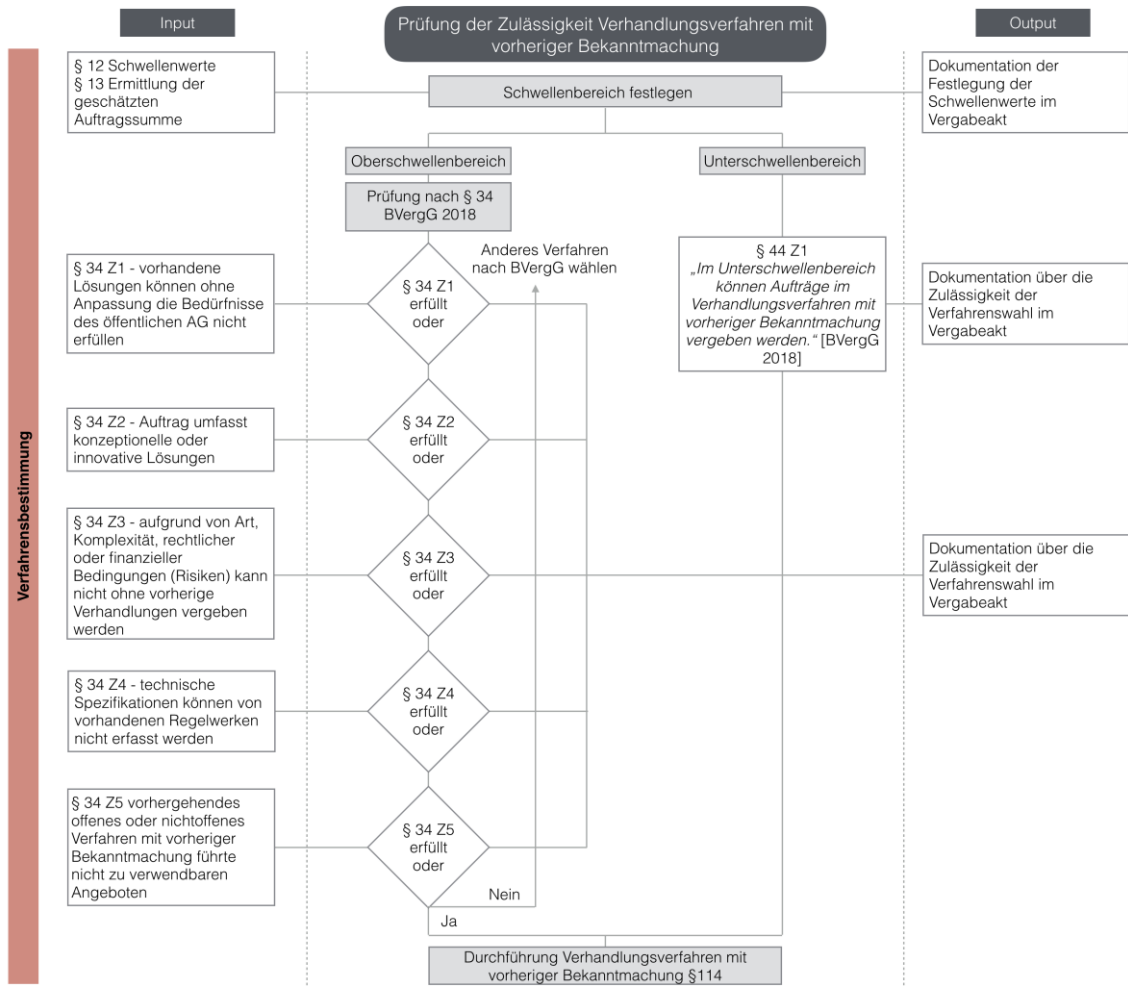 Input
Prüfung der Zulässigkeit Verhandlungsverfahren mit
vorheriger Bekanntmachung
Output
Verfahrensbestimmung
§ 12 Schwellenwerte
§ 13 Ermittlung der
geschätzten
Auftragssumme
Schwellenbereich festlegen
Dokumentation der
Festlegung der
Schwellenwerte im
Vergabeakt
Oberschwellenbereich
Unterschwellenbereich
Prüfung nach § 34
BVergG 2018
Anderes Verfahren
nach BVergG wählen
§ 34 Z1 - vorhandene
Lösungen können ohne
Anpassung die Bedürfnisse
des öffentlichen AG nicht
erfüllen
§ 34 Z1
erfüllt
oder
§ 44 Z1
„Im Unterschwellenbereich
können Aufträge im
Verhandlungsverfahren mit
vorheriger Bekanntmachung
vergeben werden.“ [BVergG
2018]
Dokumentation über die
Zulässigkeit der
Verfahrenswahl im
Vergabeakt
§ 34 Z2 - Auftrag umfasst
konzeptionelle oder
innovative Lösungen
§ 34 Z2
erfüllt
oder
§ 34 Z3 - aufgrund von Art,
Komplexität, rechtlicher
oder finanzieller
Bedingungen (Risiken) kann
nicht ohne vorherige
Verhandlungen vergeben
werden
§ 34 Z3
erfüllt
oder
Dokumentation über die
Zulässigkeit der
Verfahrenswahl im
Vergabeakt
§ 34 Z4 - technische
Spezifikationen können von
vorhandenen Regelwerken
nicht erfasst werden
§ 34 Z4
erfüllt
oder
§ 34 Z5 vorhergehendes
offenes oder nichtoffenes
Verfahren mit vorheriger
Bekanntmachung führte
nicht zu verwendbaren
Angeboten
§ 34 Z5
erfüllt
oder
Nein
Ja
Durchführung Verhandlungsverfahren mit
vorheriger Bekanntmachung §114